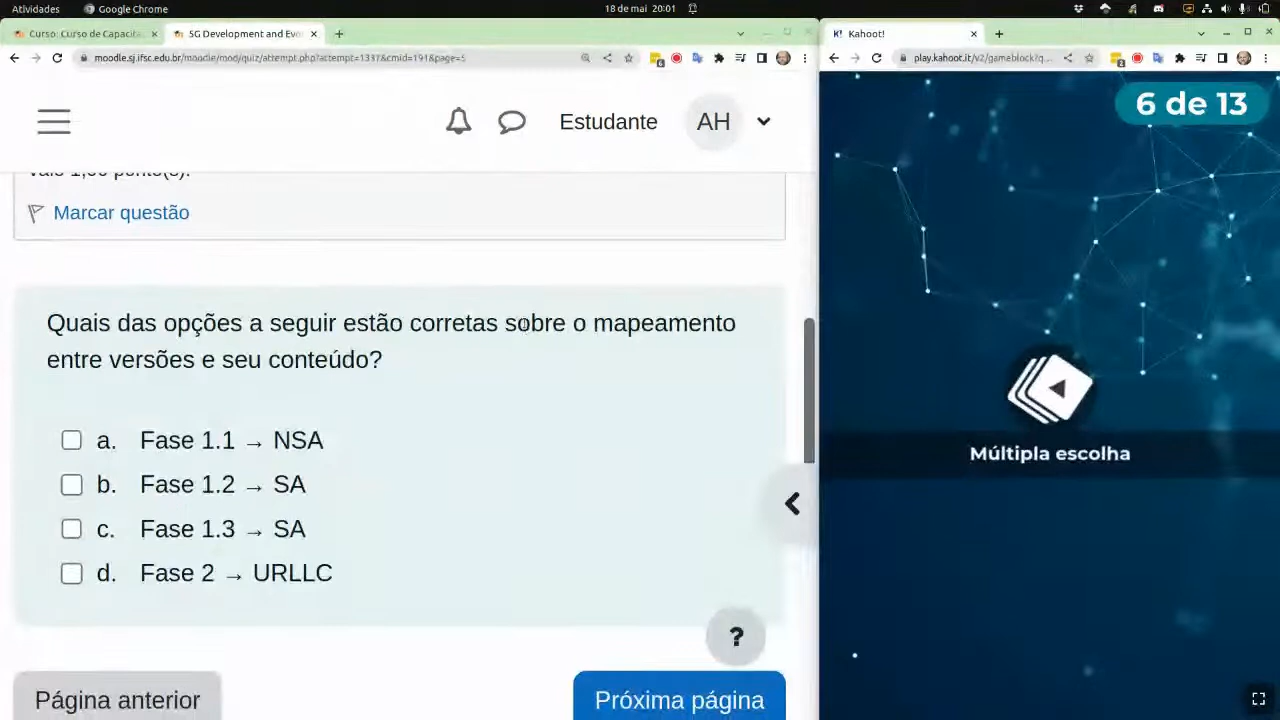 Atividades
Google Chrome
18 de mai 20:01
Curso: Curso de Capacita
5G Development and Evo
moodle.sj.ifsc.edu.br/moodle/mod/quiz/attempt.php?attempt=1337&cmid=191&page=5
Kahoot!
play.kahoot.it/v2/gameblock?q...
Estudante
AH
Vale 1,00 ponto(s).
Marcar questão
Quais das opções a seguir estão corretas sobre o mapeamento
entre versões e seu conteúdo?
a. Fase 1.1 → NSA
b. Fase 1.2 → SA
c. Fase 1.3 → SA
d. Fase 2 → URLLC
?
Página anterior
Próxima página
6 de 13
Múltipla escolha